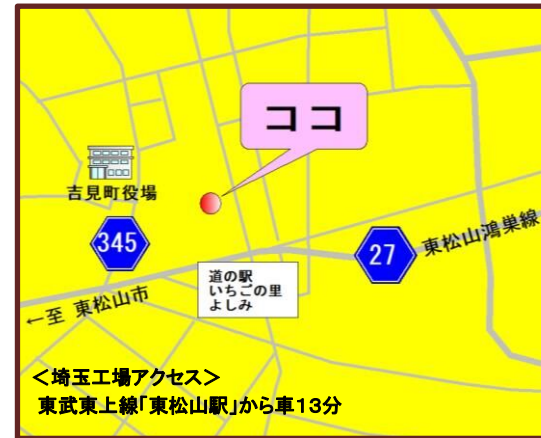 ココ
吉見町役場
345
27
東松山鴻巣線
道の駅
いちごの里
よしみ
←至 東松山市
＜埼玉工場アクセス＞
東武東上線「東松山駅」から車１３分